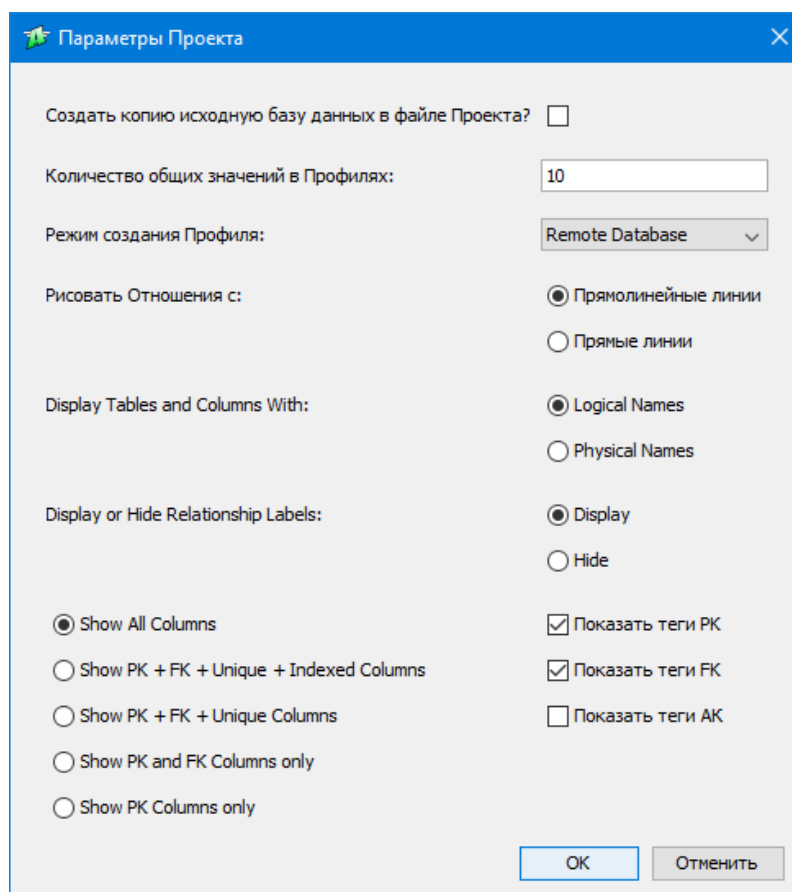 Параметры Проекта
Создать копию исходную базу данных в файле Проекта?
Количество общих значений в Профилях: 10
Режим создания Профиля: Remote Database
Рисовать Отношения с: Прямолинейные линии
Прямые линии
Display Tables and Columns With: Logical Names
Physical Names
Display or Hide Relationship Labels: Display
Hide
Show All Columns Показать теги PK
Show PK + FK + Unique + Indexed Columns Показать теги FK
Show PK + FK + Unique Columns Показать теги AK
Show PK and FK Columns only
Show PK Columns only
OK Отменить